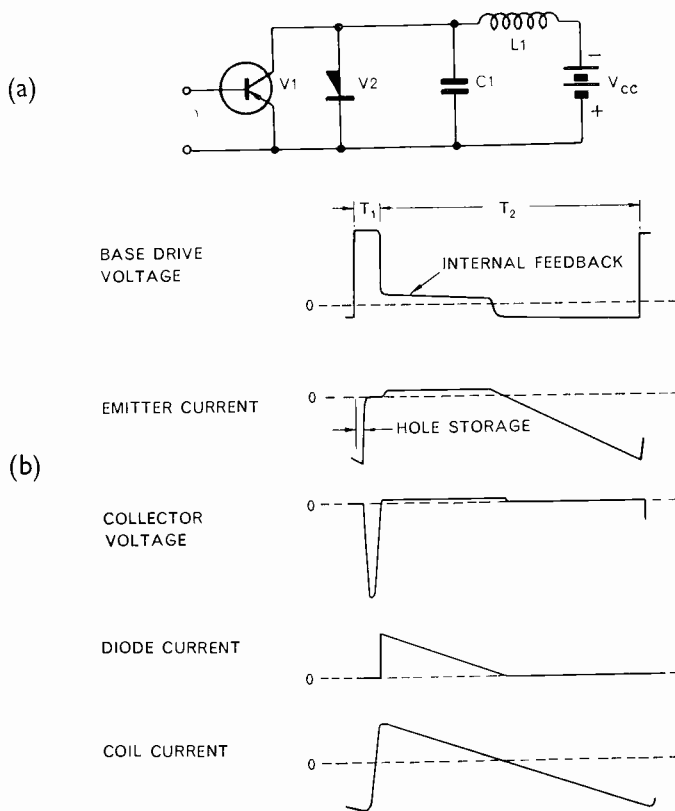 (a)
V1
V2
C1
L1
−
V_cc
+
T₁
T₂
BASE DRIVE
VOLTAGE
INTERNAL FEEDBACK
0
EMITTER CURRENT
0
HOLE STORAGE
(b)
COLLECTOR
VOLTAGE
0
DIODE CURRENT
0
COIL CURRENT
0